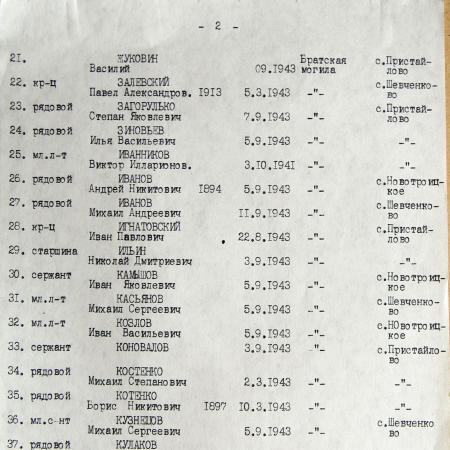 - 2 -
21. ЖУКОВИН Братская с.Пристай-
Василий 09.1943 могила лово
22. кр-ц ЗАЛЕВСКИЙ с.Шевченко-
Павел Александров. 1913 5.3.1943 -"- во
23. рядовой ЗАГОРУЛЬКО с.Пристай-
Степан Яковлевич 7.9.1943 -"- лово
24. рядовой ЗИНОВЬЕВ
Илья Васильевич 5.9.1943 -"- -"-
25. мл.л-т ИВАННИКОВ
Виктор Илларионов. 3.10.1941 -"- -"-
26. рядовой ИВАНОВ с.Новотроиц-
Андрей Никитович 1894 5.9.1943 -"- кое
27. рядовой ИВАНОВ с.Шевченко-
Михаил Андреевич 11.9.1943 -"- во
28. кр-ц ИГНАТОВСКИЙ с.Пристай-
Иван Павлович 22.8.1943 -"- лово
29. старшина ИЛЬИН
Николай Дмитриевич 3.9.1943 -"- -"-
30. сержант КАМЫШОВ с.Новотроиц-
Иван Яковлевич 5.9.1943 -"- кое
31. мл.л-т КАСЬЯНОВ с.Шевченко-
Михаил Сергеевич 5.9.1943 -"- во
32. мл.л-т КОЗЛОВ с.НОвотроиц-
Иван Васильевич 5.9.1943 -"- кое
33. сержант КОНОВАЛОВ 3.9.1943 -"- с.Пристайло-
во
34. рядовой КОСТЕНКО
Михаил Степанович 2.3.1943 -"- -"-
35. рядовой КОТЕНКО
Борис Никитович 1897 10.3.1943 -"- -"-
36. мл.с-нт КУЗНЕЦОВ с.Шевченко
Михаил Сергеевич 5.9.1943 -"- во
37. рядовой КУЛАКОВ